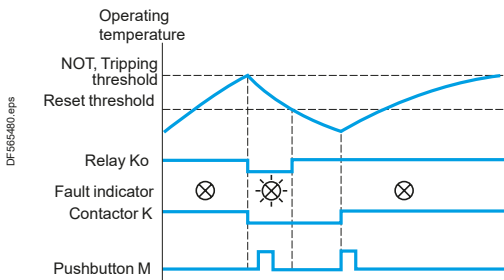 Operating
temperature
NOT, Tripping
threshold
Reset threshold
DF565480.eps
Relay Ko
Fault indicator
Contactor K
Pushbutton M